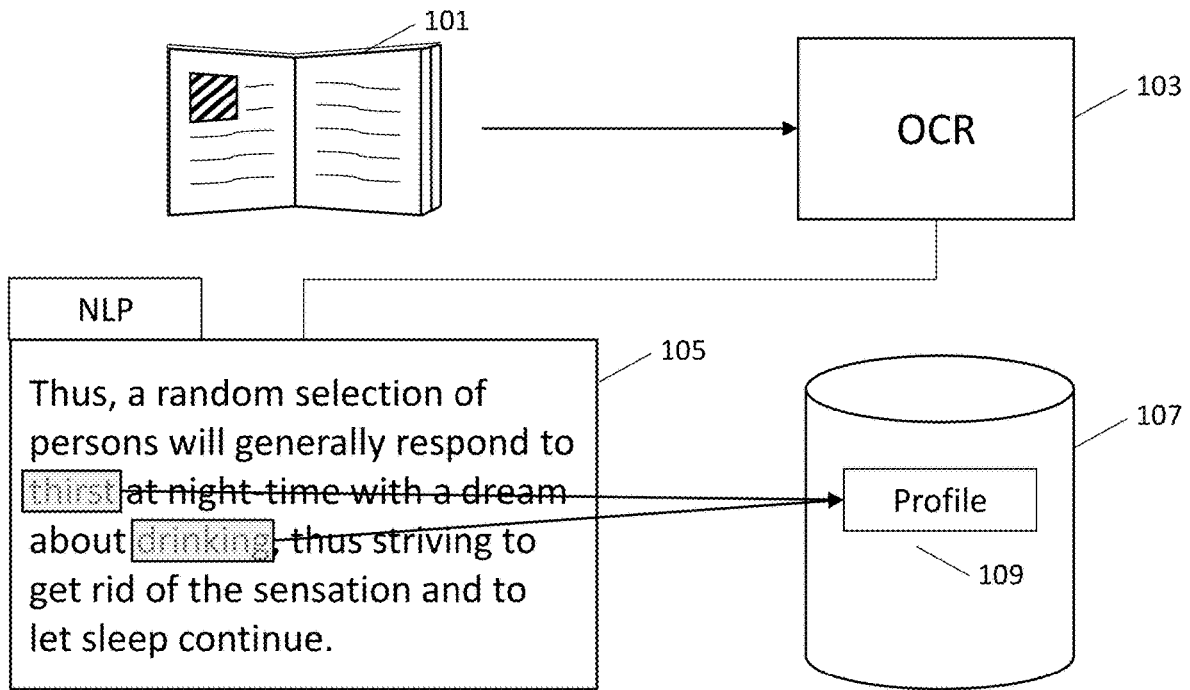 101
103
OCR
NLP
105
Thus, a random selection of
persons will generally respond to
thirst at night-time with a dream
about drinking, thus striving to
get rid of the sensation and to
let sleep continue.
107
Profile
109